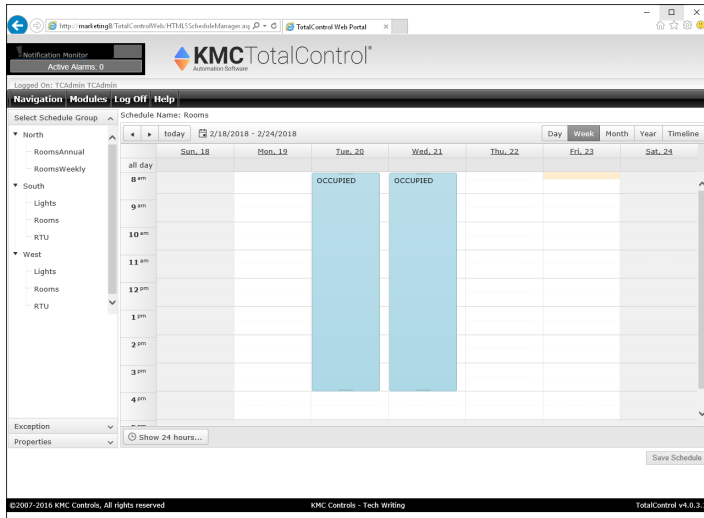 http://marketing8/TotalControlWeb/HTML5ScheduleManager.asp
TotalControl Web Portal
Notification Monitor
Active Alarms: 0
KMC TotalControl®
Automation Software
Logged On: TCAdmin TCAdmin
Navigation Modules Log Off Help
Select Schedule Group
Schedule Name: Rooms
North
RoomsAnnual
RoomsWeekly
South
Lights
Rooms
RTU
West
Lights
Rooms
RTU
Exception
Properties
today 2/18/2018 - 2/24/2018 Day Week Month Year Timeline
Sun, 18 Mon, 19 Tue, 20 Wed, 21 Thu, 22 Fri, 23 Sat, 24
all day
8 am OCCUPIED OCCUPIED
9 am
10 am
11 am
12 pm
1 pm
2 pm
3 pm
4 pm
Show 24 hours...
Save Schedule
©2007-2016 KMC Controls, All rights reserved KMC Controls - Tech Writing TotalControl v4.0.3.